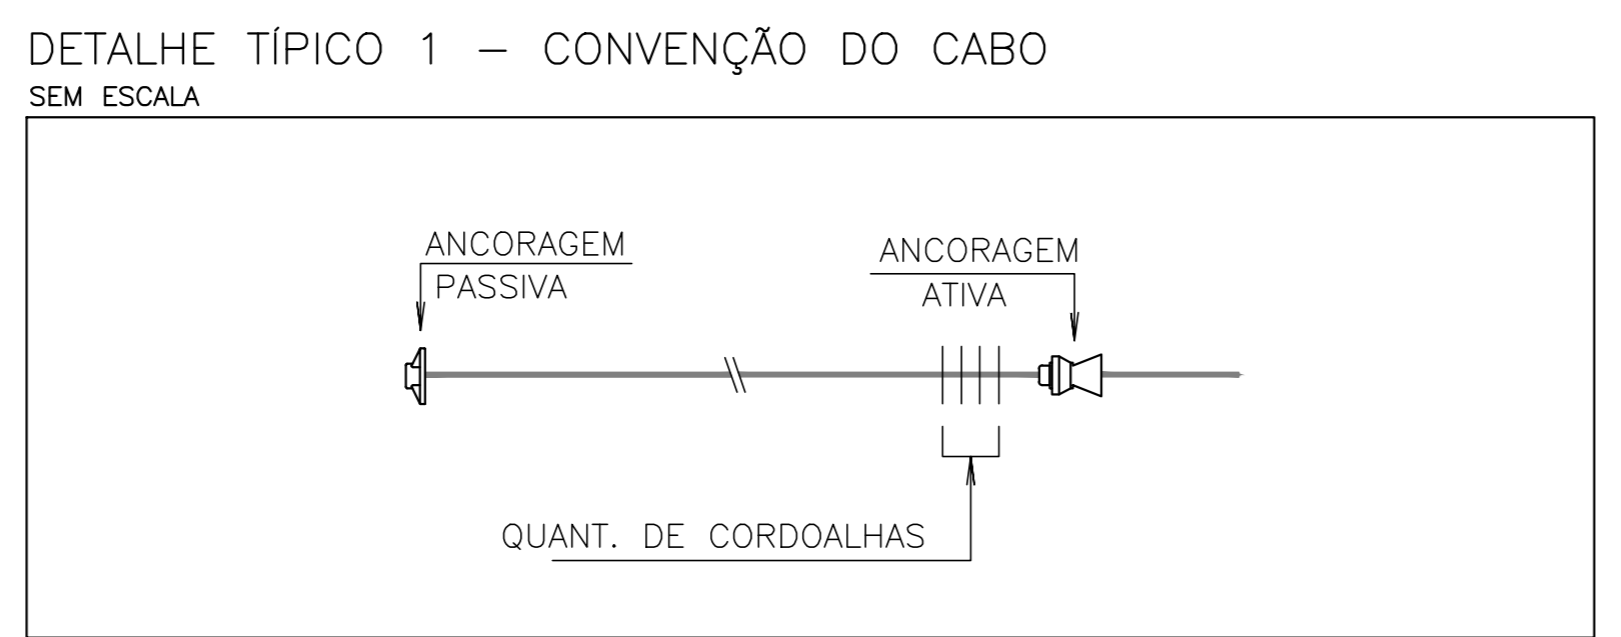 DETALHE TÍPICO 1 – CONVENÇÃO DO CABO
SEM ESCALA
ANCORAGEM
PASSIVA
ANCORAGEM
ATIVA
QUANT. DE CORDOALHAS